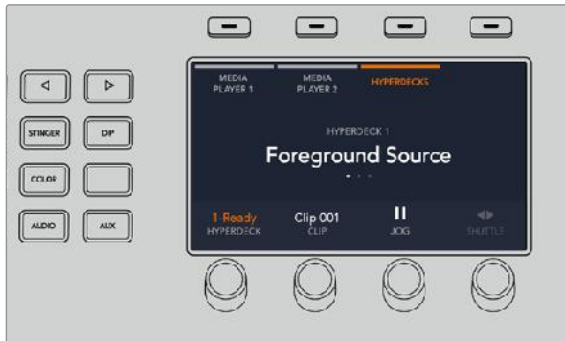 MEDIA PLAYER 1
MEDIA PLAYER 2
HYPERDECKS
HYPERDECK 1
Foreground Source
STINGER
DIP
COLOR
1-Ready
Clip 001
HYPERDECK
CLIP
JOG
SHUTTLE
AUDIO
AUX